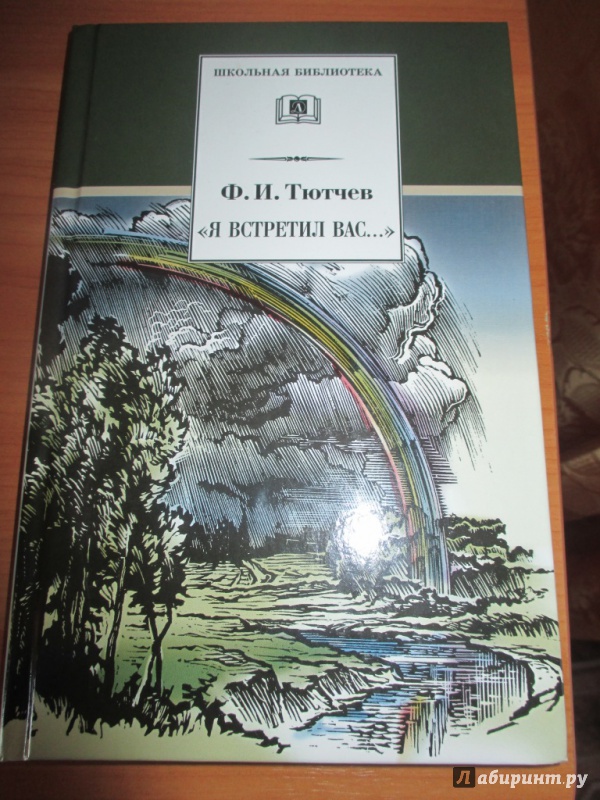 ШКОЛЬНАЯ БИБЛИОТЕКА
Ф. И. Тютчев
«Я ВСТРЕТИЛ ВАС...»
Лабиринт.ру